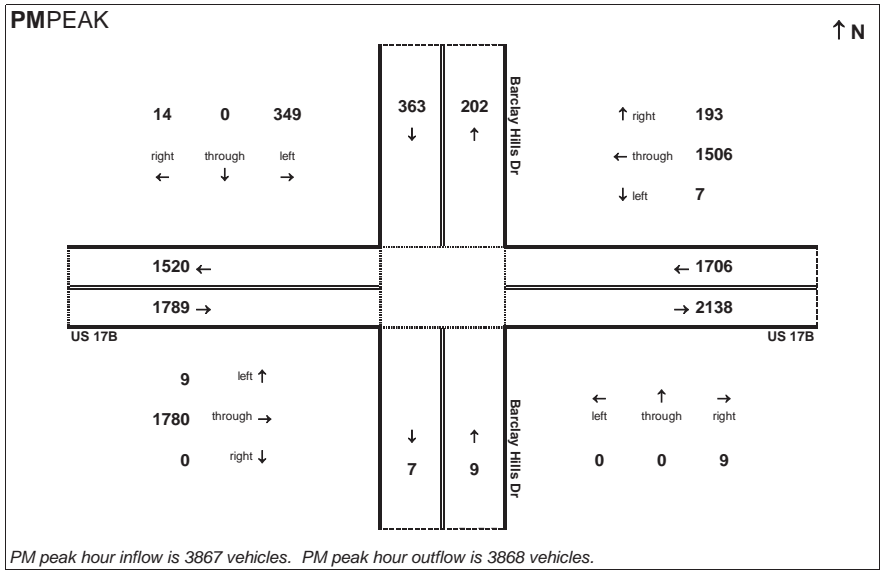 PMPEAK
↑ N
14 0 349
right through left
← ↓ →
363 202
↓ ↑
Barclay Hills Dr
↑ right 193
← through 1506
↓ left 7
1520 ←
← 1706
1789 →
→ 2138
US 17B
US 17B
9 left ↑
1780 through →
0 right ↓
↓ ↑
7 9
Barclay Hills Dr
← ↑ →
left through right
0 0 9
PM peak hour inflow is 3867 vehicles. PM peak hour outflow is 3868 vehicles.